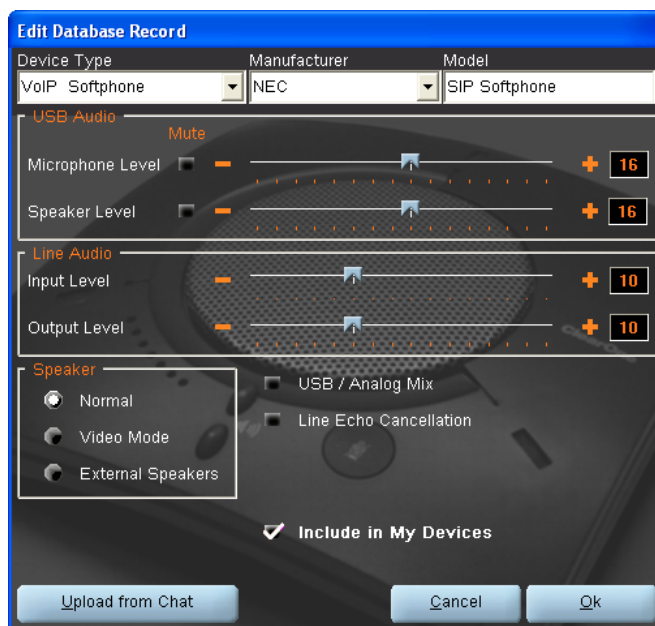 Edit Database Record
Device Type Manufacturer Model
VoIP Softphone NEC SIP Softphone
USB Audio
Mute
Microphone Level 16
Speaker Level 16
Line Audio
Input Level 10
Output Level 10
Speaker
Normal
Video Mode
External Speakers
USB / Analog Mix
Line Echo Cancellation
Include in My Devices
Upload from Chat Cancel Ok